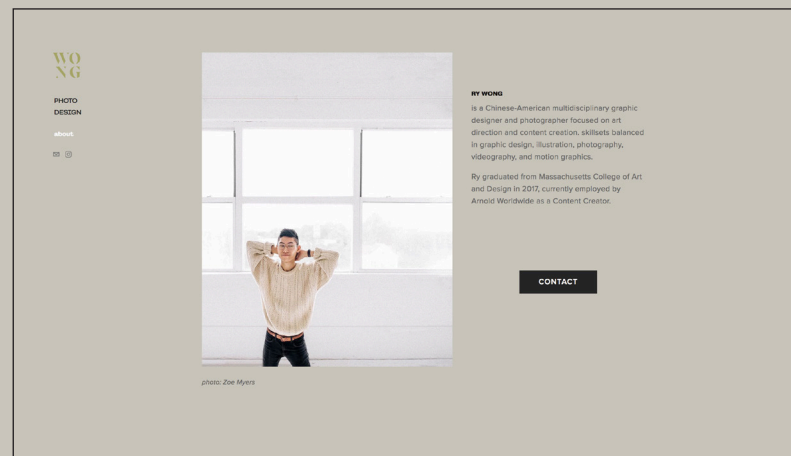 WO
NG
PHOTO
DESIGN
about
RY WONG
is a Chinese-American multidisciplinary graphic
designer and photographer focused on art
direction and content creation. skillsets balanced
in graphic design, illustration, photography,
videography, and motion graphics.
Ry graduated from Massachusetts College of Art
and Design in 2017, currently employed by
Arnold Worldwide as a Content Creator.
CONTACT
photo: Zoe Myers